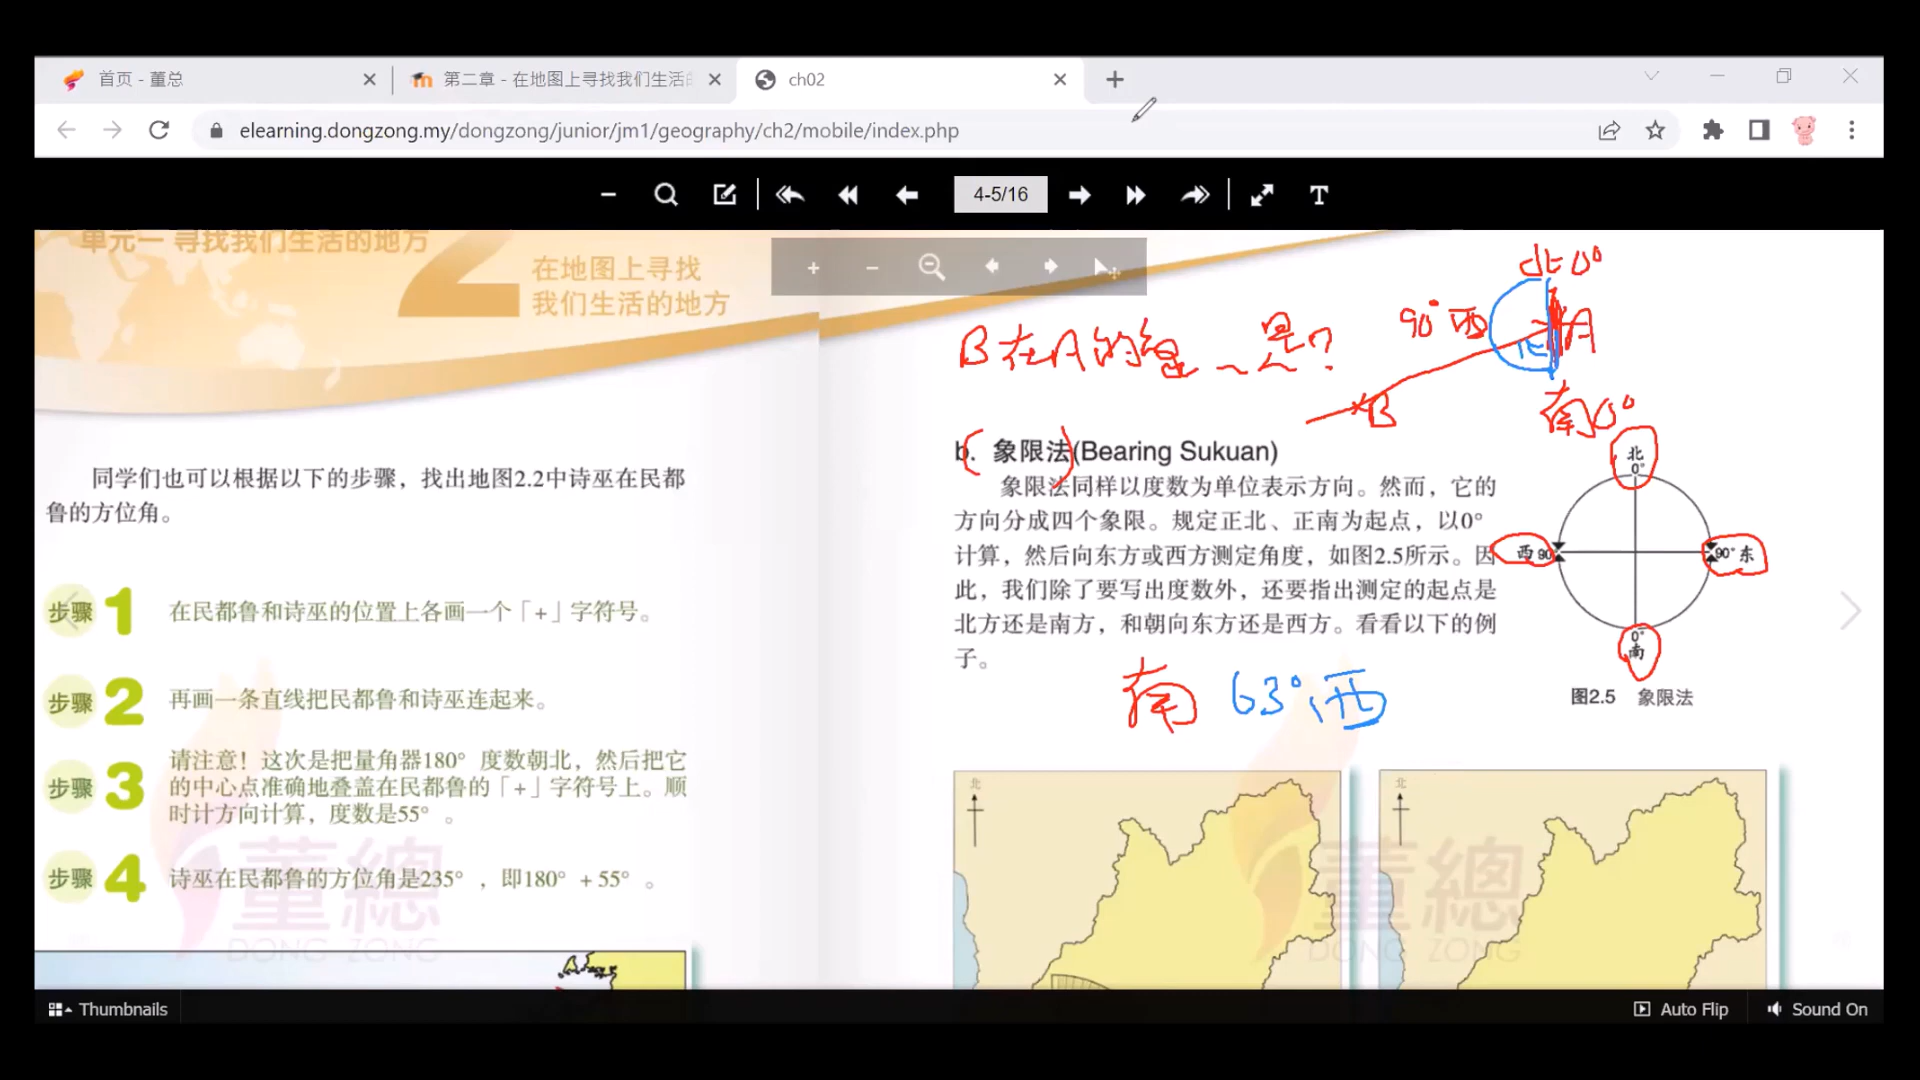 首页 - 董总
第二章 - 在地图上寻找我们生活的
ch02
elearning.dongzong.my/dongzong/junior/jm1/geography/ch2/mobile/index.php
4-5/16
单元一 寻找我们生活的地方
2
在地图上寻找
我们生活的地方
同学们也可以根据以下的步骤，找出地图2.2中诗巫在民都
鲁的方位角。
步骤 1 在民都鲁和诗巫的位置上各画一个「+」字符号。
步骤 2 再画一条直线把民都鲁和诗巫连起来。
步骤 3 请注意！这次是把量角器180° 度数朝北，然后把它
的中心点准确地叠盖在民都鲁的「+」字符号上。顺
时计方向计算，度数是55° 。
步骤 4 诗巫在民都鲁的方位角是235° ，即180° + 55° 。
董總
DONG ZONG
北0°
90°西
A
B在A的 是?
B
南0°
b. 象限法(Bearing Sukuan)
象限法同样以度数为单位表示方向。然而，它的
方向分成四个象限。规定正北、正南为起点，以0°
计算，然后向东方或西方测定角度，如图2.5所示。因
此，我们除了要写出度数外，还要指出测定的起点是
北方还是南方，和朝向东方还是西方。看看以下的例
子。
北
0°
西 90
90° 东
0°
南
图2.5 象限法
南 63°西
北
北
董總
DONG ZONG
Thumbnails
Auto Flip
Sound On